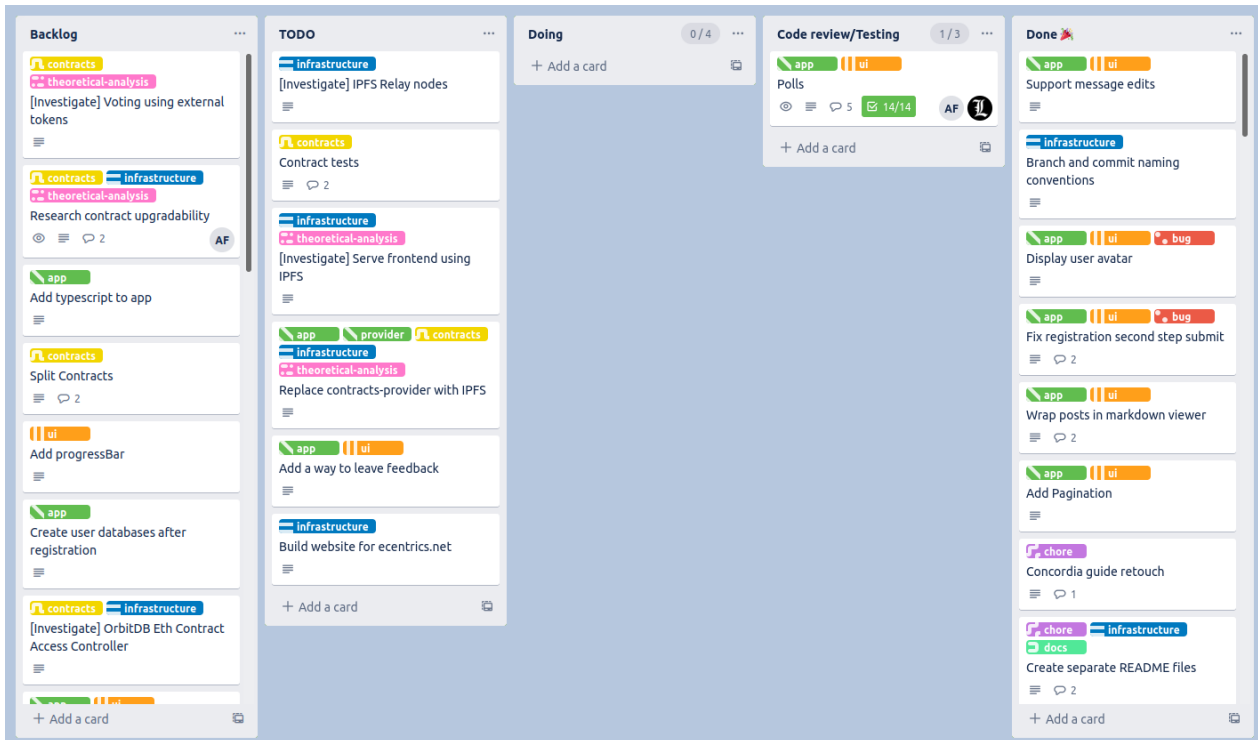 Backlog
contracts
theoretical-analysis
[Investigate] Voting using external
tokens
contracts infrastructure
theoretical-analysis
Research contract upgradability
2 AF
app
Add typescript to app
contracts
Split Contracts
2
ui
Add progressBar
app
Create user databases after
registration
contracts infrastructure
[Investigate] OrbitDB Eth Contract
Access Controller
+ Add a card
TODO
infrastructure
[Investigate] IPFS Relay nodes
contracts
Contract tests
2
infrastructure
theoretical-analysis
[Investigate] Serve frontend using
IPFS
app provider contracts
infrastructure
theoretical-analysis
Replace contracts-provider with IPFS
app ui
Add a way to leave feedback
infrastructure
Build website for ecentrics.net
+ Add a card
Doing 0/4
+ Add a card
Code review/Testing 1/3
app ui
Polls
5 14/14 AF L
+ Add a card
Done
app ui
Support message edits
infrastructure
Branch and commit naming
conventions
app ui bug
Display user avatar
app ui bug
Fix registration second step submit
2
app ui
Wrap posts in markdown viewer
2
app ui
Add Pagination
chore
Concordia guide retouch
1
chore infrastructure
docs
Create separate README files
2
+ Add a card